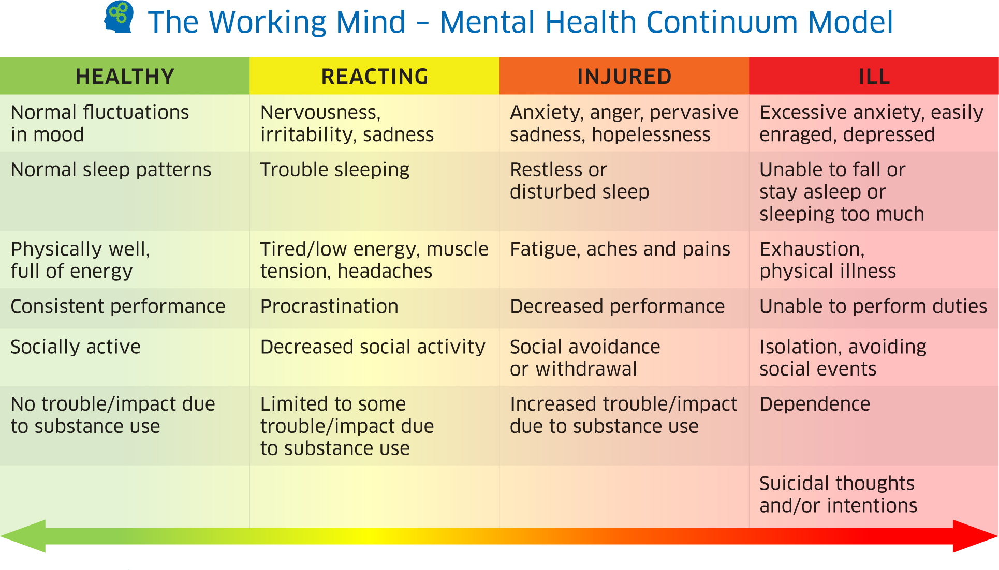 The Working Mind – Mental Health Continuum Model
HEALTHY
REACTING
INJURED
ILL
Normal fluctuations
in mood
Nervousness,
irritability, sadness
Anxiety, anger, pervasive
sadness, hopelessness
Excessive anxiety, easily
enraged, depressed
Normal sleep patterns
Trouble sleeping
Restless or
disturbed sleep
Unable to fall or
stay asleep or
sleeping too much
Physically well,
full of energy
Tired/low energy, muscle
tension, headaches
Fatigue, aches and pains
Exhaustion,
physical illness
Consistent performance
Procrastination
Decreased performance
Unable to perform duties
Socially active
Decreased social activity
Social avoidance
or withdrawal
Isolation, avoiding
social events
No trouble/impact due
to substance use
Limited to some
trouble/impact due
to substance use
Increased trouble/impact
due to substance use
Dependence
Suicidal thoughts
and/or intentions